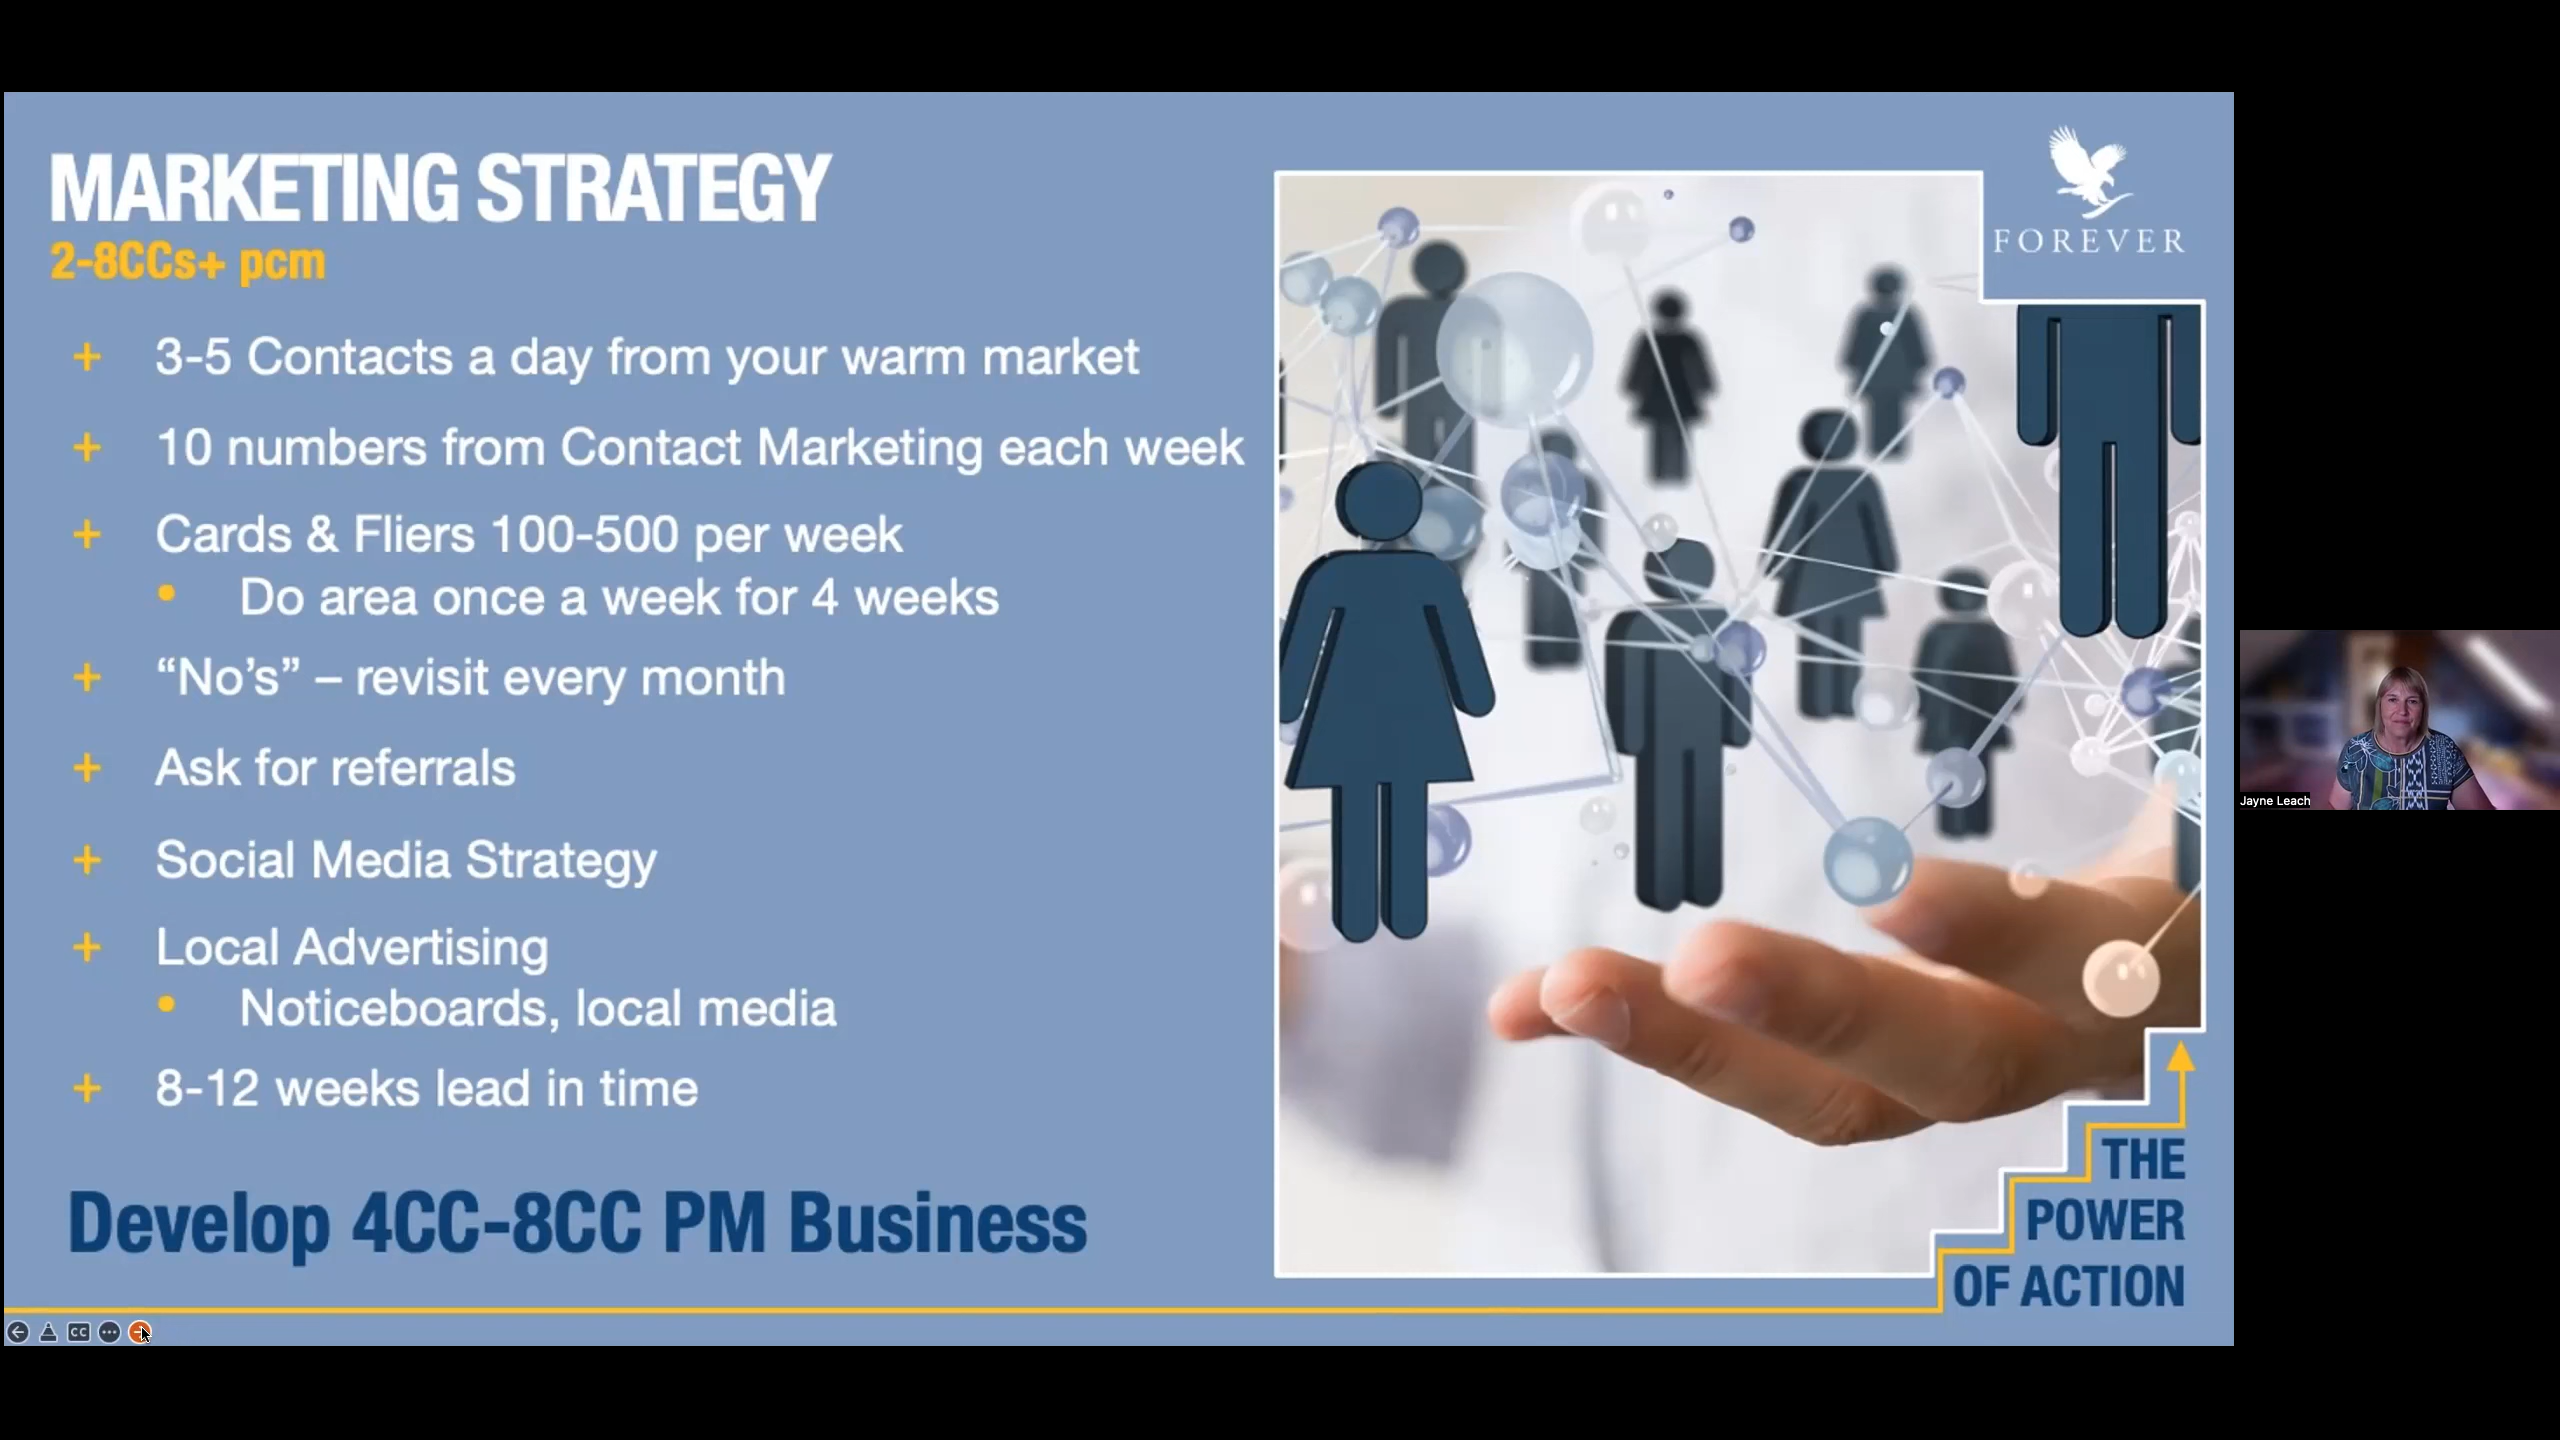 MARKETING STRATEGY
2-8CCs+ pcm
+ 3-5 Contacts a day from your warm market
+ 10 numbers from Contact Marketing each week
+ Cards & Fliers 100-500 per week
• Do area once a week for 4 weeks
+ “No’s” – revisit every month
+ Ask for referrals
+ Social Media Strategy
+ Local Advertising
• Noticeboards, local media
+ 8-12 weeks lead in time
Develop 4CC-8CC PM Business
FOREVER
THE
POWER
OF ACTION
CC
Jayne Leach